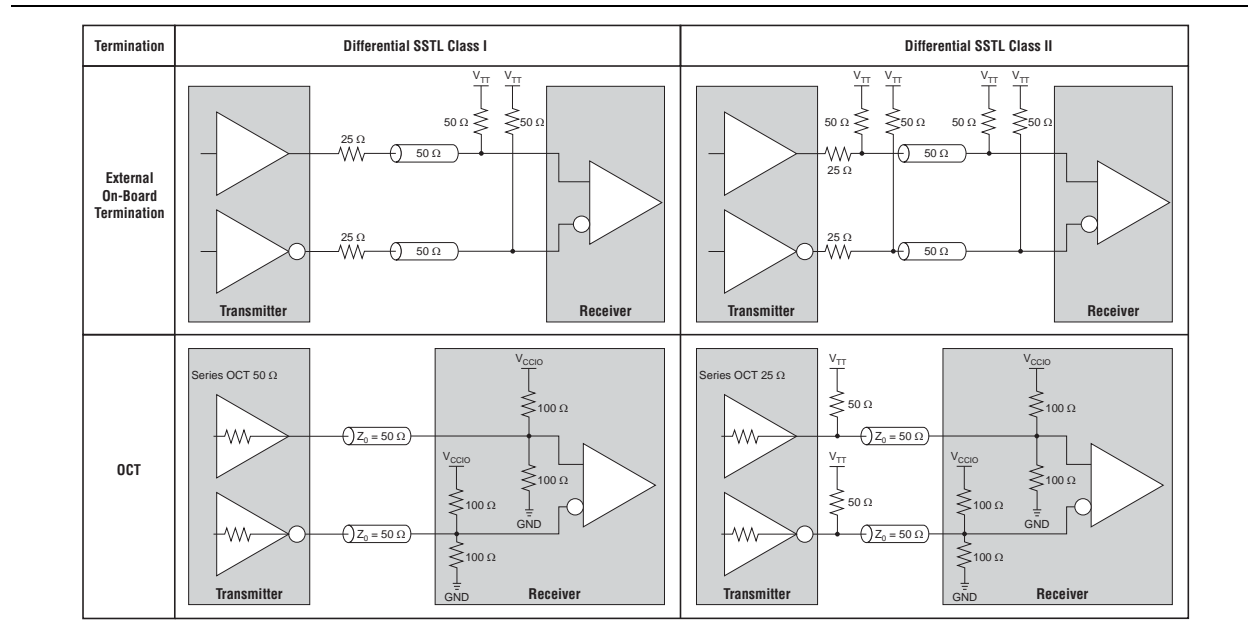 Termination
Differential SSTL Class I
Differential SSTL Class II
External
On-Board
Termination
V_TT V_TT
50 Ω 50 Ω
25 Ω
50 Ω
25 Ω
50 Ω
Transmitter
Receiver
V_TT V_TT V_TT V_TT
50 Ω 50 Ω 50 Ω 50 Ω
50 Ω
25 Ω
25 Ω
50 Ω
Transmitter
Receiver
OCT
Series OCT 50 Ω
V_CCIO
100 Ω
Z_0 = 50 Ω
V_CCIO
100 Ω
100 Ω
GND
Z_0 = 50 Ω
100 Ω
GND
Transmitter
Receiver
Series OCT 25 Ω
V_TT
V_CCIO
50 Ω
100 Ω
Z_0 = 50 Ω
V_TT
V_CCIO
100 Ω
50 Ω
100 Ω
GND
Z_0 = 50 Ω
100 Ω
GND
Transmitter
Receiver